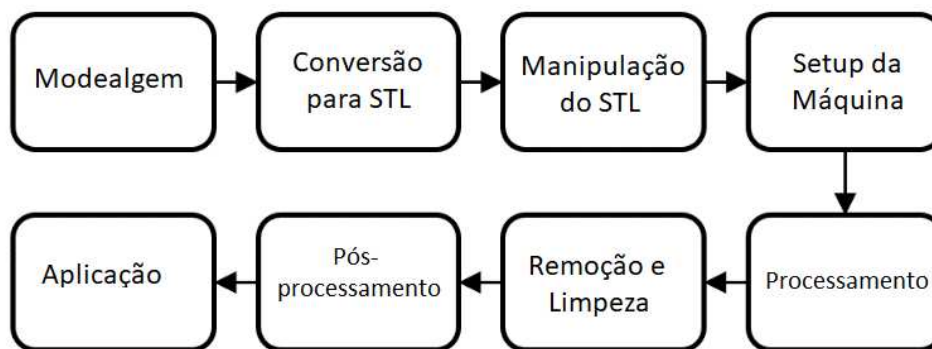 Modealgem
Conversão
para STL
Manipulação
do STL
Setup da
Máquina
Processamento
Remoção e
Limpeza
Pós-
processamento
Aplicação